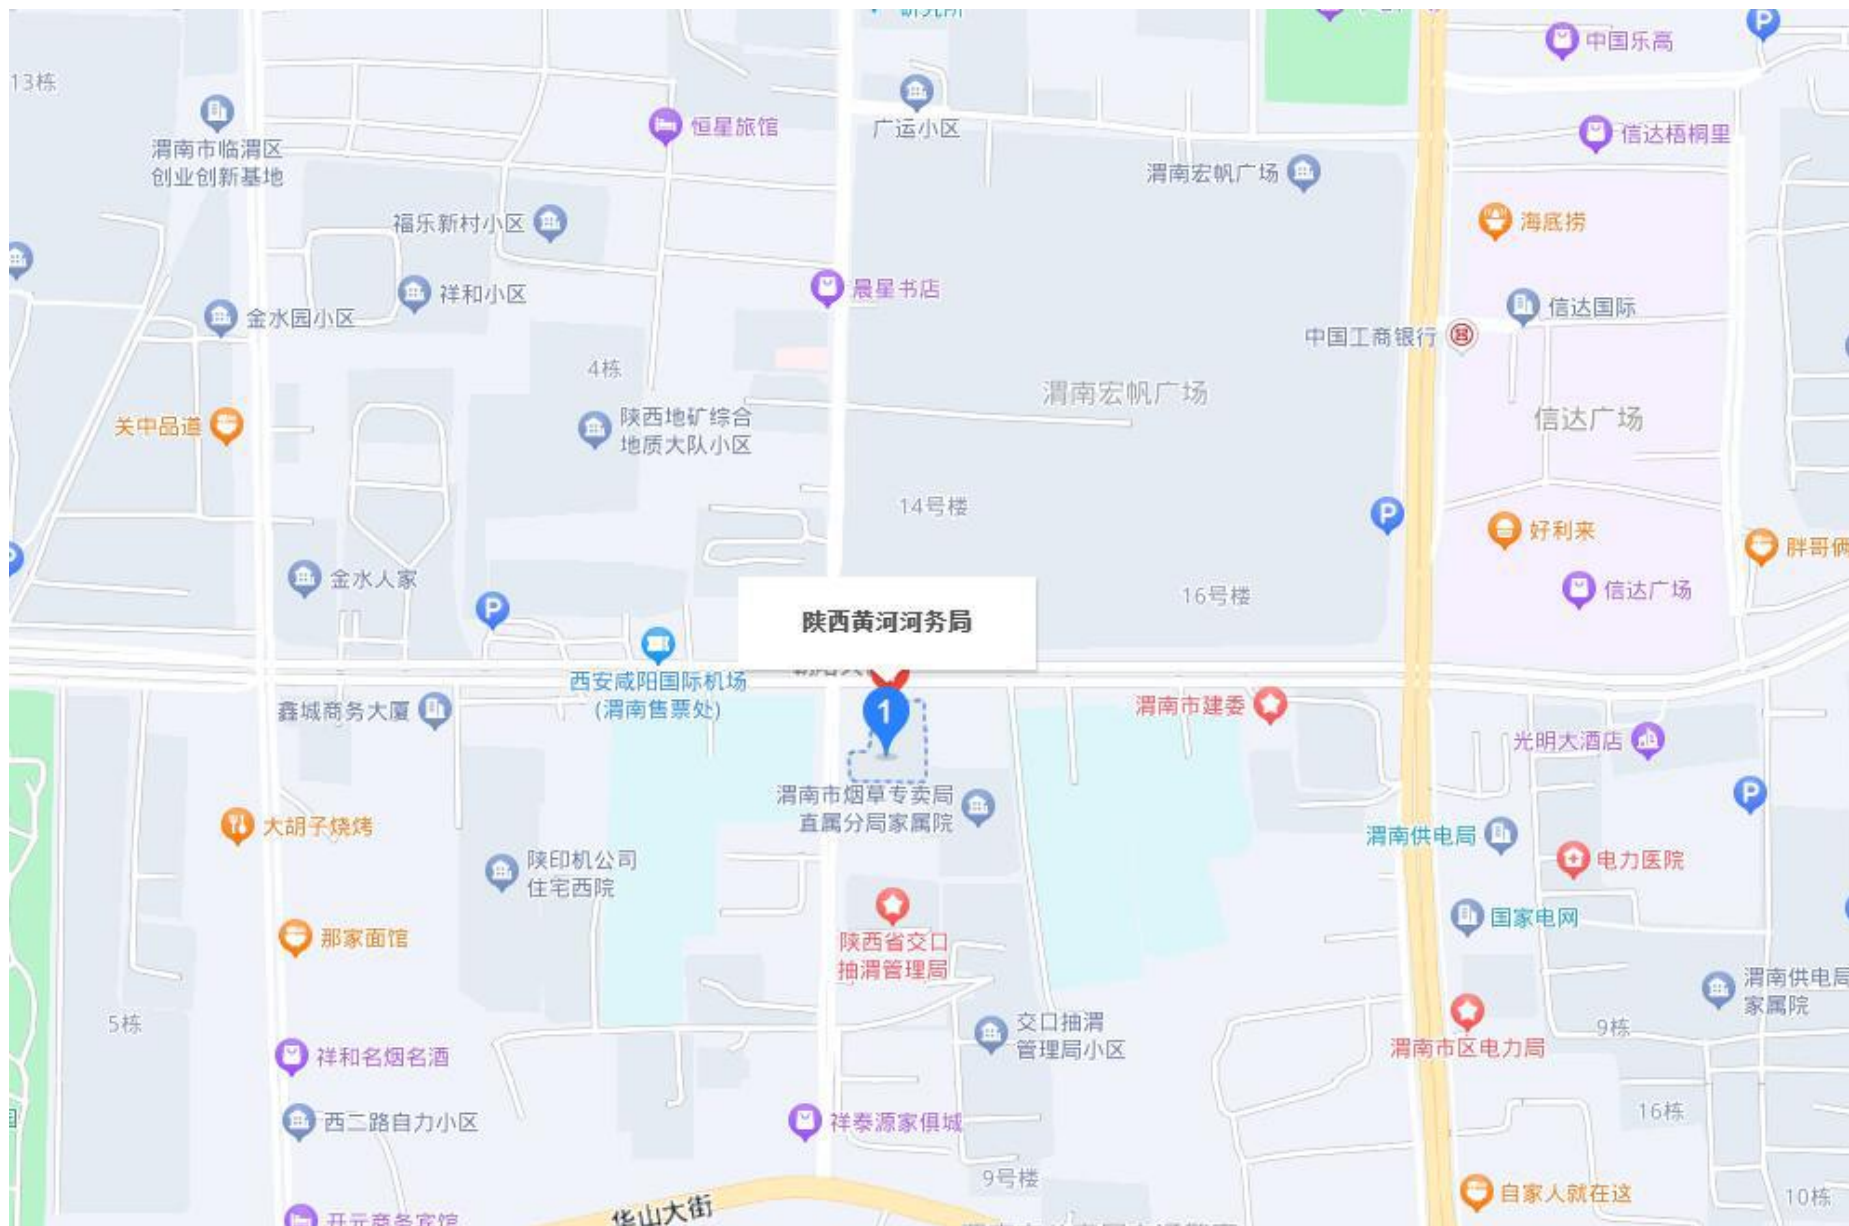 中国乐高
13栋
恒星旅馆
广运小区
信达梧桐里
渭南市临渭区
创业创新基地
渭南宏帆广场
福乐新村小区
海底捞
祥和小区
晨星书店
信达国际
金水园小区
中国工商银行
4栋
渭南宏帆广场
信达广场
关中品道
陕西地矿综合
地质大队小区
14号楼
好利来
胖哥俩
金水人家
信达广场
16号楼
陕西黄河河务局
西安咸阳国际机场
(渭南售票处)
鑫城商务大厦
1
渭南市建委
光明大酒店
渭南市烟草专卖局
直属分局家属院
大胡子烧烤
渭南供电局
电力医院
陕印机公司
住宅西院
国家电网
那家面馆
陕西省交口
抽渭管理局
渭南供电局
家属院
5栋
交口抽渭
管理局小区
9栋
渭南市区电力局
祥和名烟名酒
16栋
西二路自力小区
祥泰源家俱城
9号楼
自家人就在这
10栋
华山大街
开元商务宾馆